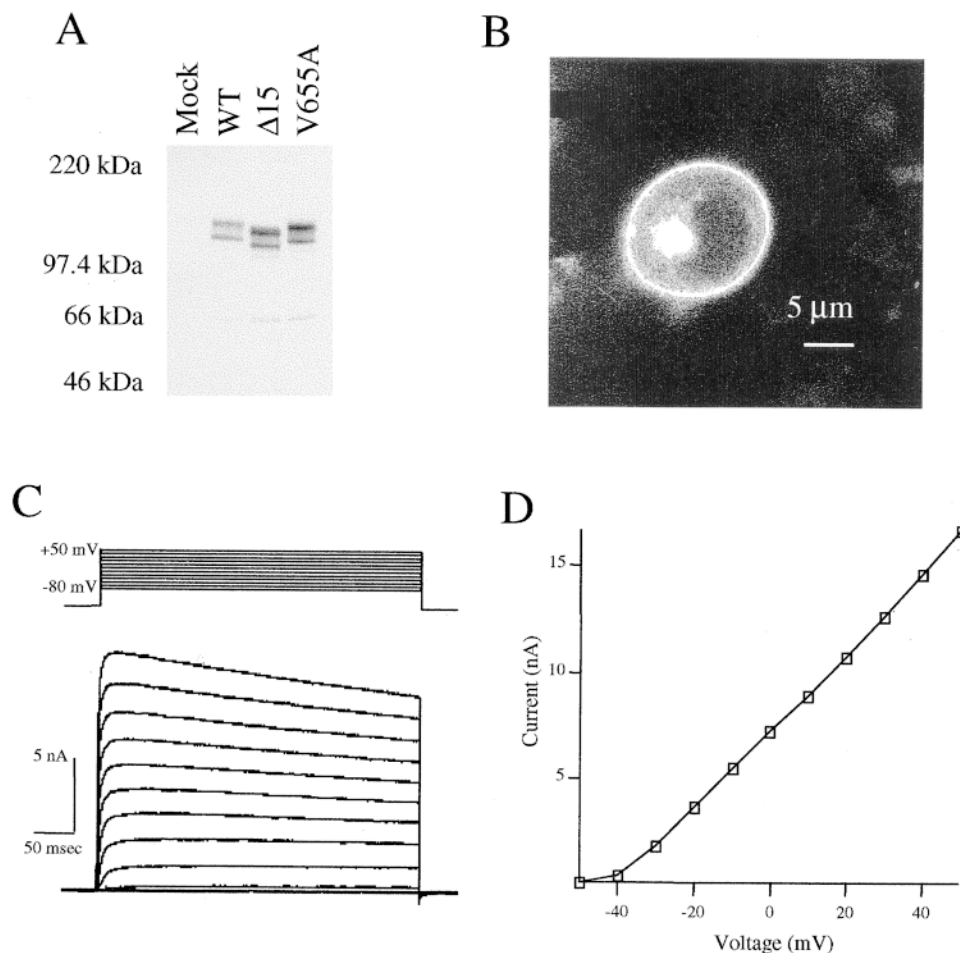 A
Mock
WT
Δ15
V655A
220 kDa
97.4 kDa
66 kDa
46 kDa
B
5 μm
C
+50 mV
-80 mV
5 nA
50 msec
D
15
10
5
Current (nA)
-40 -20 0 20 40
Voltage (mV)